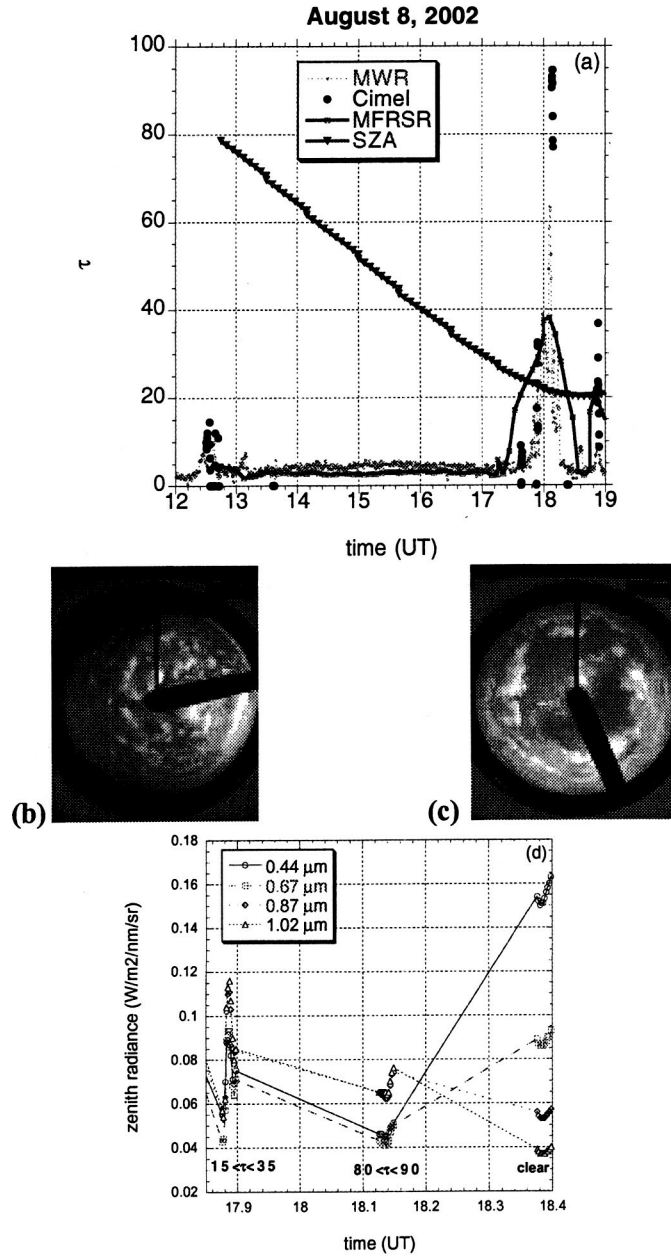 August 8, 2002
(a)
MWR
Cimel
MFRSR
SZA
100
80
60
40
20
0
τ
12 13 14 15 16 17 18 19
time (UT)
(b)
(c)
(d)
0.44 μm
0.67 μm
0.87 μm
1.02 μm
0.18
0.16
0.14
0.12
0.1
0.08
0.06
0.04
0.02
zenith radiance (W/m2/nm/sr)
15<τ<35 80<τ<90 clear
17.9 18 18.1 18.2 18.3 18.4
time (UT)